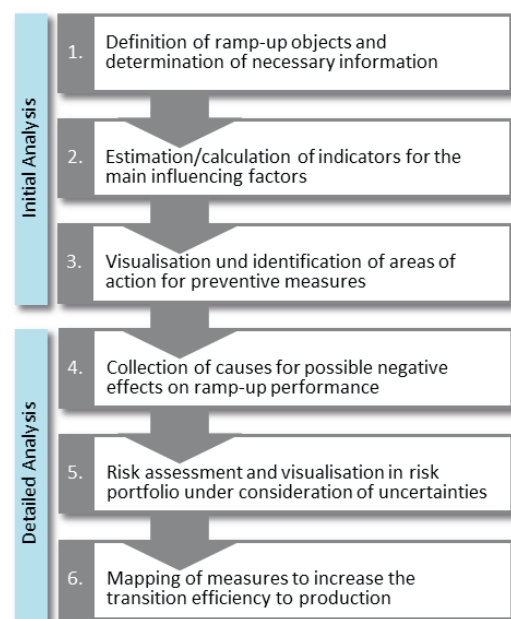 Initial Analysis
1. Definition of ramp-up objects and
determination of necessary information
2. Estimation/calculation of indicators for the
main influencing factors
3. Visualisation und identification of areas of
action for preventive measures
Detailed Analysis
4. Collection of causes for possible negative
effects on ramp-up performance
5. Risk assessment and visualisation in risk
portfolio under consideration of uncertainties
6. Mapping of measures to increase the
transition efficiency to production